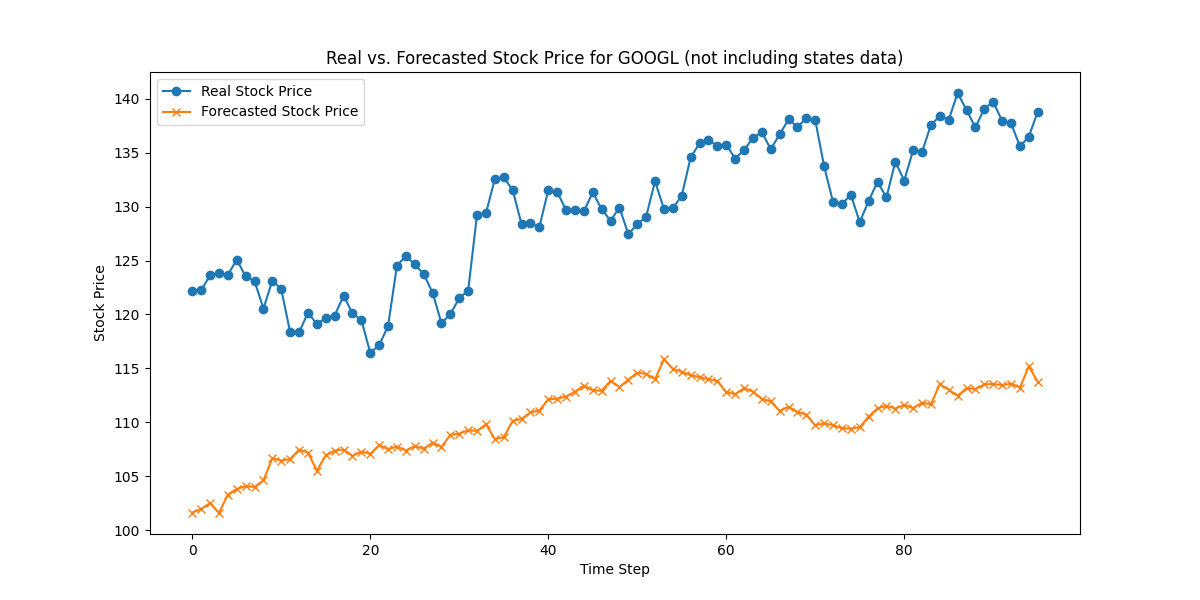 Real vs. Forecasted Stock Price for GOOGL (not including states data)
Real Stock Price
Forecasted Stock Price
Stock Price
140
135
130
125
120
115
110
105
100
0 20 40 60 80
Time Step